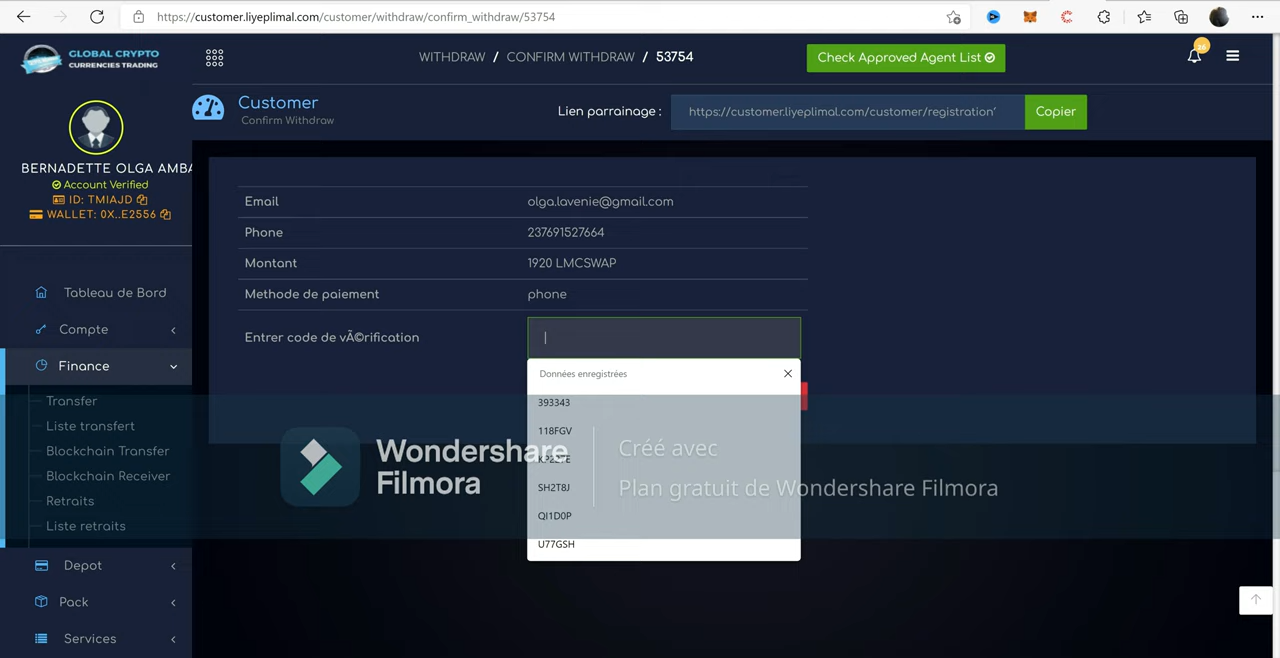 https://customer.liyeplimal.com/customer/withdraw/confirm_withdraw/53754
GLOBAL CRYPTO
CURRENCIES TRADING
WITHDRAW / CONFIRM WITHDRAW / 53754
Check Approved Agent List
Customer
Confirm Withdraw
Lien parrainage :
https://customer.liyeplimal.com/customer/registration'
Copier
BERNADETTE OLGA AMBA
Account Verified
ID: TMIAJD
WALLET: 0X..E2556
Email
olga.lavenie@gmail.com
Phone
237691527664
Montant
1920 LMCSWAP
Methode de paiement
phone
Entrer code de vÃ©rification
Données enregistrées
393343
118FGV
SH2T8J
QI1D0P
U77GSH
Tableau de Bord
Compte
Finance
Transfer
Liste transfert
Blockchain Transfer
Blockchain Receiver
Retraits
Liste retraits
Depot
Pack
Services
Wondershare
Filmora
Créé avec
Plan gratuit de Wondershare Filmora